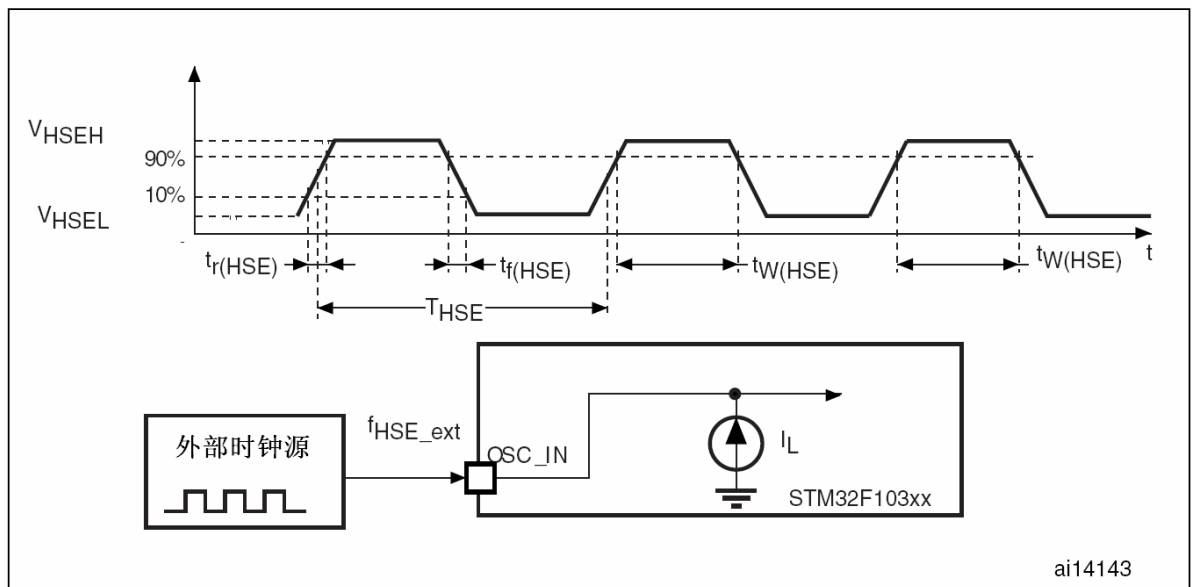 VHSEH
90%
10%
VHSEL
tr(HSE)
tf(HSE)
tW(HSE)
tW(HSE)
t
THSE
外部时钟源
fHSE_ext
OSC_IN
IL
STM32F103xx
ai14143